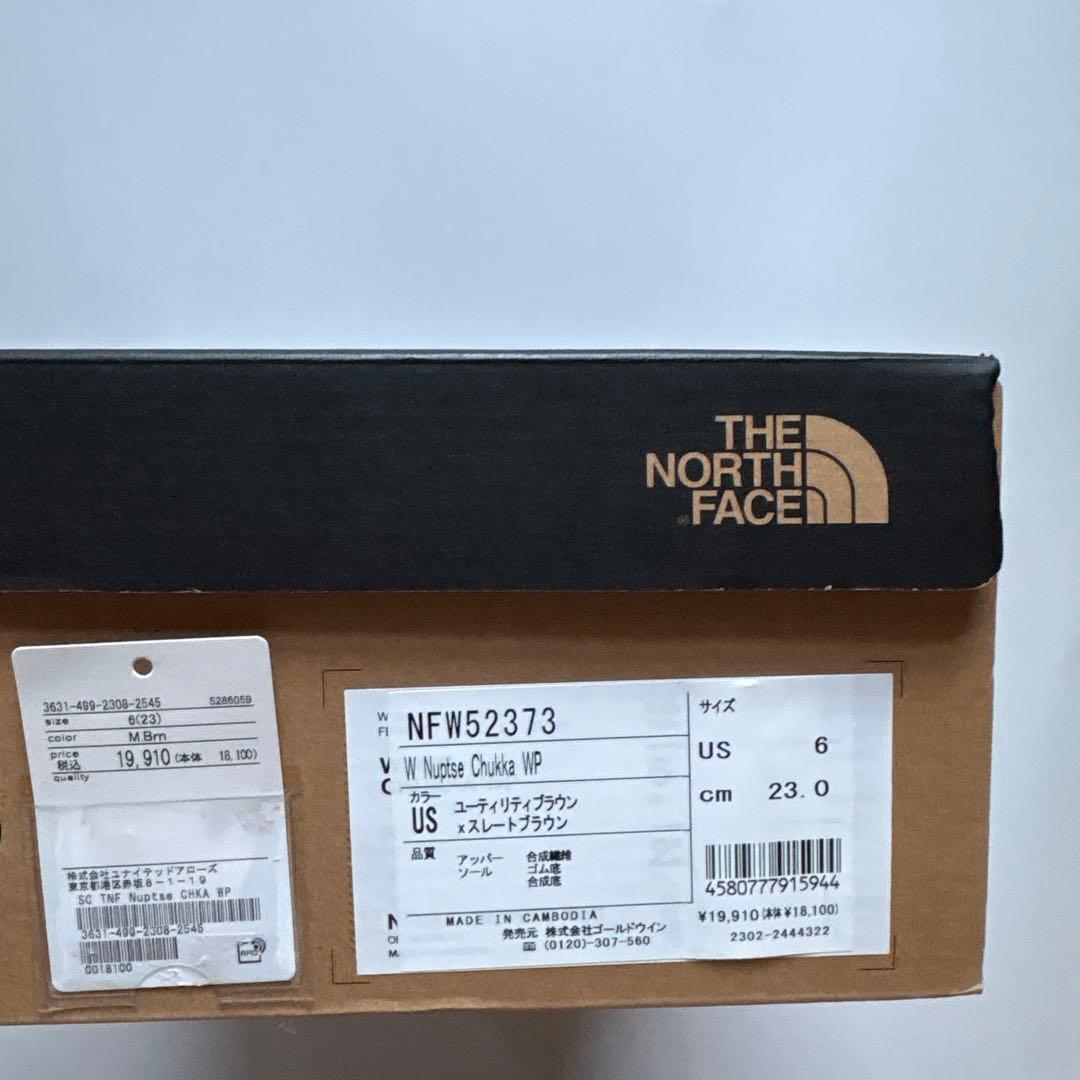 THE
NORTH
FACE
®
3631-499-2308-2545 5286059
size 6(23)
color M.Brn
price
税込 19,910(本体 18,100)
quality
株式会社ユナイテッドアローズ
東京都港区赤坂8-1-19
SC TNF Nuptse CHKA WP
3631-499-2308-2545
0018100
RFID
NFW52373
W Nuptse Chukka WP
カラー
US ユーティリティブラウン
xスレートブラウン
品質 アッパー 合成繊維
ソール ゴム底
合成底
MADE IN CAMBODIA
発売元 株式会社ゴールドウイン
(0120)-307-560
サイズ
US 6
cm 23.0
4580777915944
¥19,910(本体¥18,100)
2302-2444322